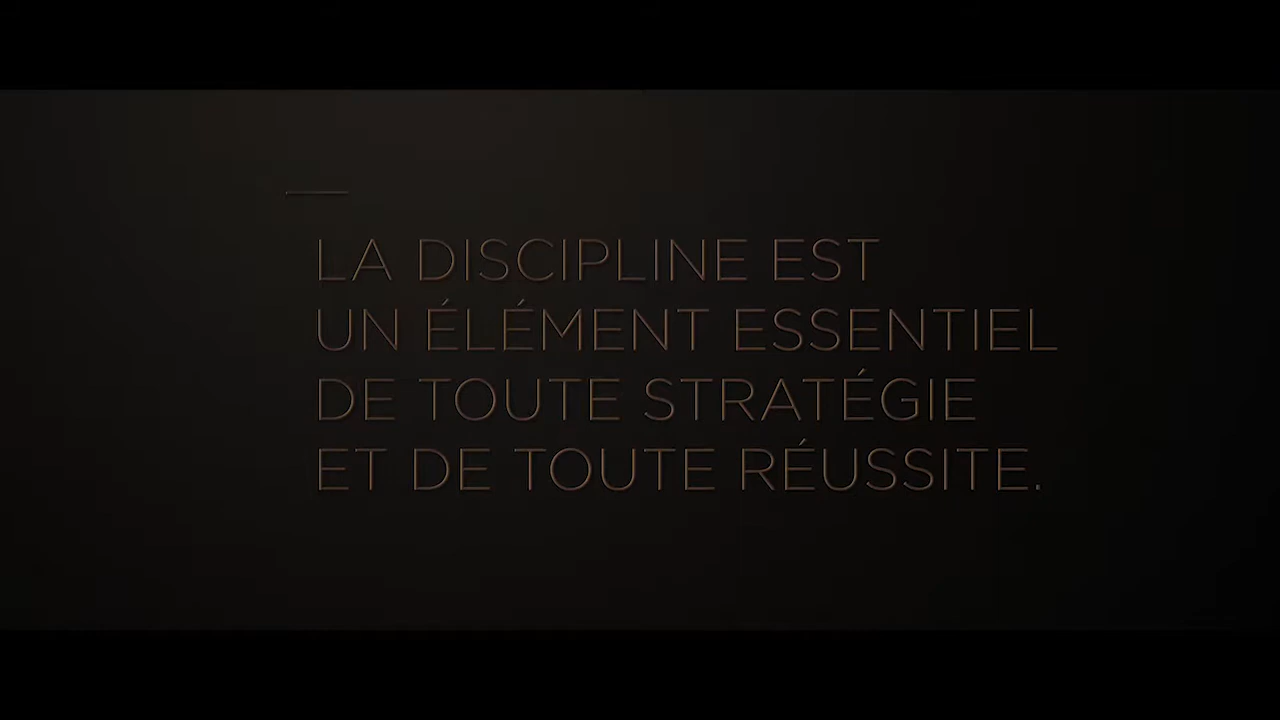 LA DISCIPLINE EST
UN ÉLÉMENT ESSENTIEL
DE TOUTE STRATÉGIE
ET DE TOUTE RÉUSSITE.